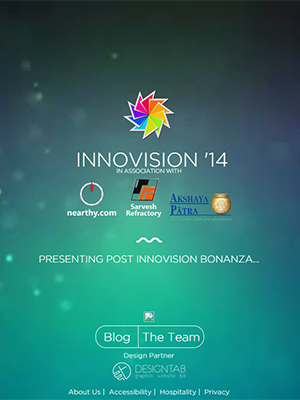 INNOVISION '14
IN ASSOCIATION WITH
nearthy.com
Sarvesh
Refractory
AKSHAYA
PATRA
PRESENTING POST INNOVISION BONANZA...
Blog The Team
Design Partner
DESIGNTAB
About Us | Accessibility | Hospitality | Privacy